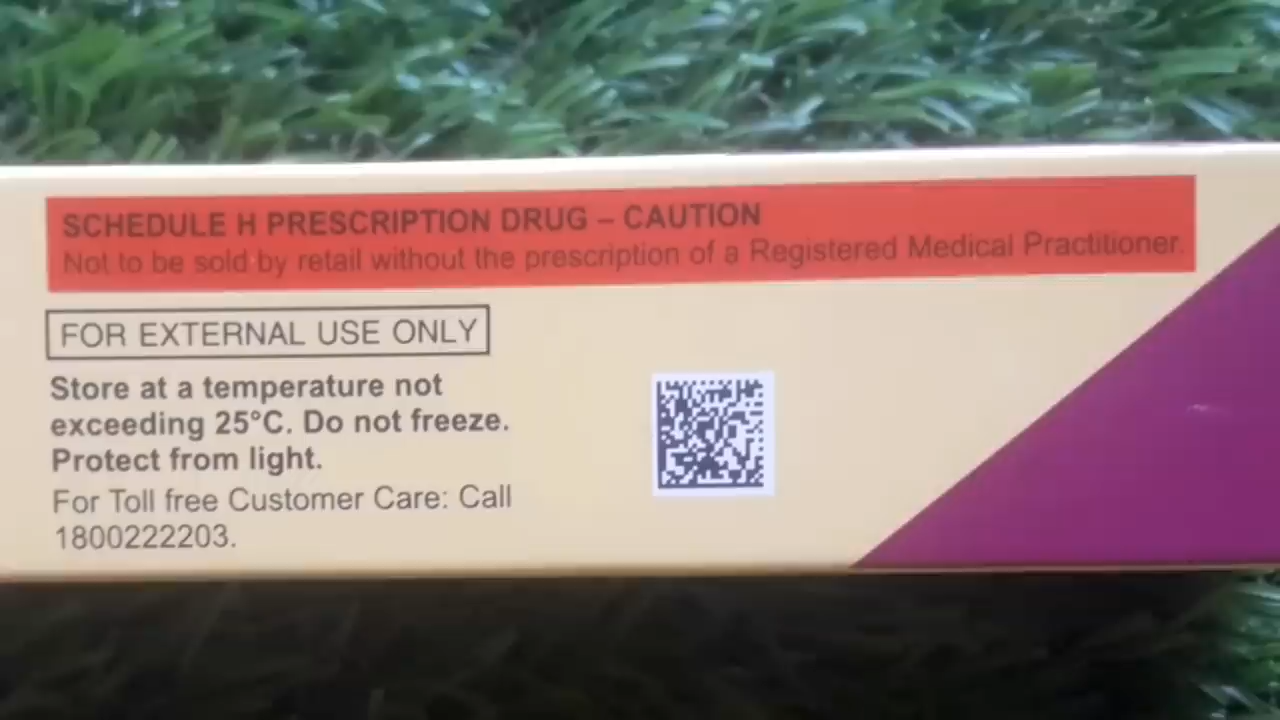 SCHEDULE H PRESCRIPTION DRUG – CAUTION
Not to be sold by retail without the prescription of a Registered Medical Practitioner.
FOR EXTERNAL USE ONLY
Store at a temperature not
exceeding 25°C. Do not freeze.
Protect from light.
For Toll free Customer Care: Call
1800222203.